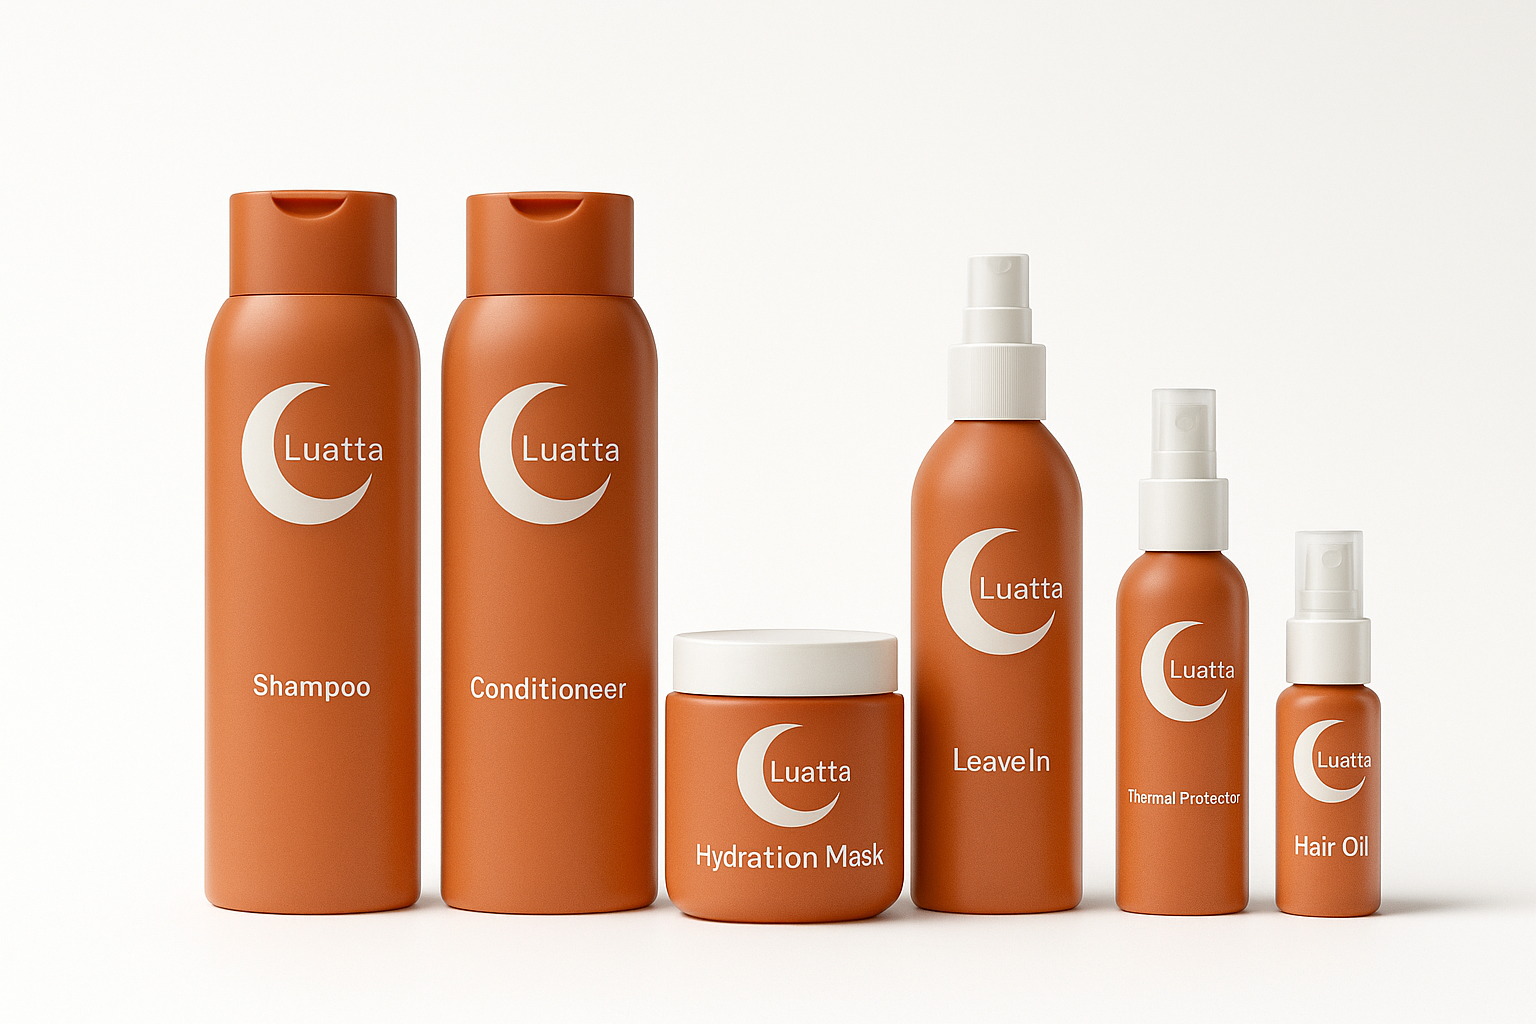 Luatta
Shampoo
Luatta
Conditioneer
Luatta
Hydration Mask
Luatta
LeaveIn
Luatta
Thermal Protector
Luatta
Hair Oil